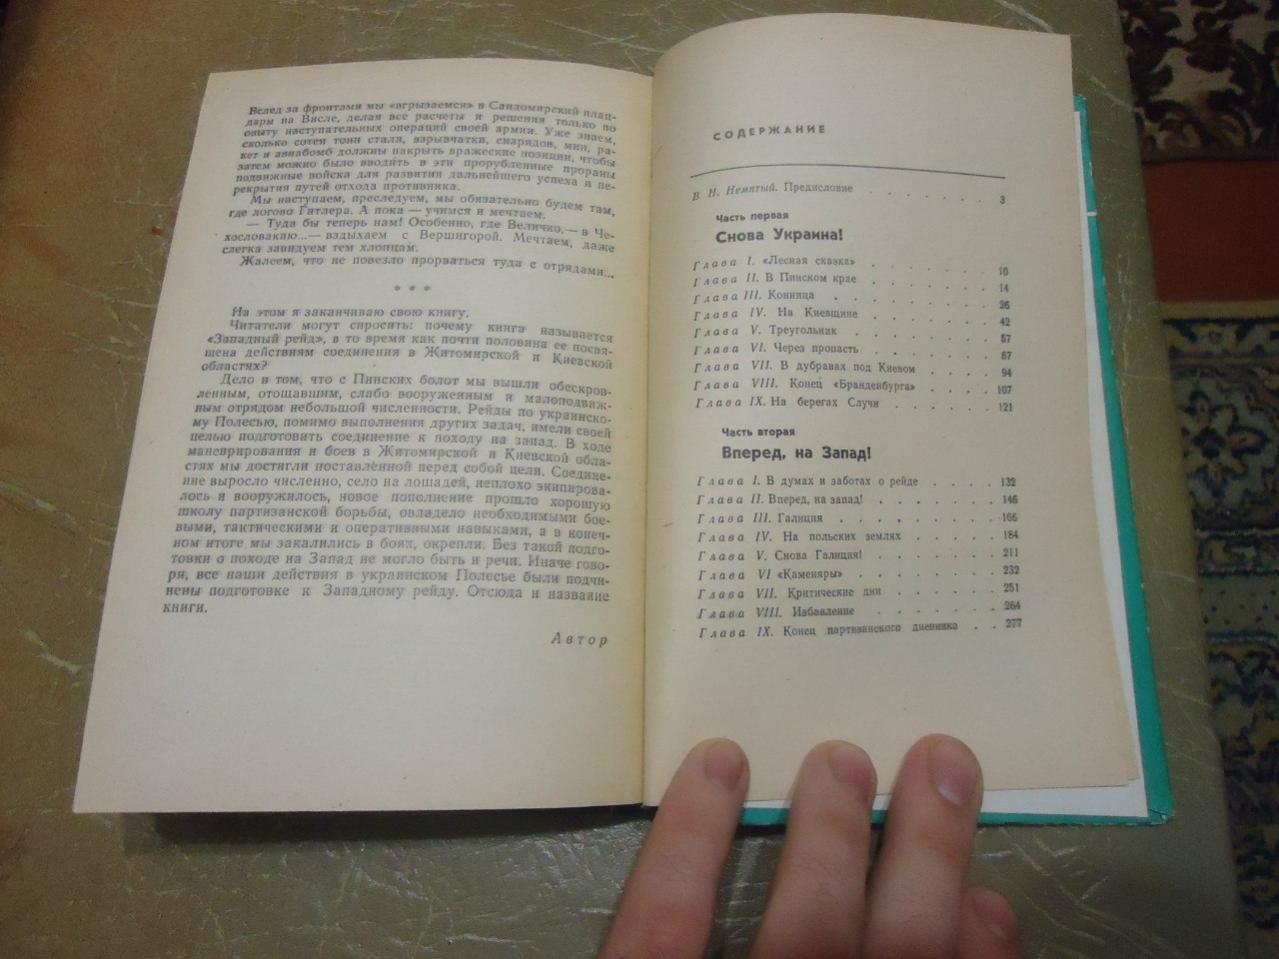 Вслед за фронтами мы «вгрызаемся» в Сандомирский плац-
дарм на Висле, делая все расчеты и решения только по
опыту наступательных операций своей армии. Уже знаем,
сколько сотен тонн стали, взрывчатки, снарядов, мин, ра-
кет и авиабомб должны накрыть вражеские позиции, чтобы
затем можно было вводить в эти прорубленные прораны
подвижные войска для развития дальнейшего успеха и пе-
рекрытия путей отхода противника.
Мы наступаем, преследуем, мы обязательно будем там,
где логово Гитлера. А пока — учимся и мечтаем.
— Туда бы теперь нам! Особенно, где Величко,— в Че-
хословакию...— вздыхаем с Вершигорой. Мечтаем, даже
слегка завидуем тем хлопцам.
Жалеем, что не повезло прорваться туда с отрядами...
* * *
На этом я заканчиваю свою книгу.
Читатели могут спросить: почему книга называется
«Западный рейд», в то время как почти половина ее посвя-
щена действиям соединения в Житомирской и Киевской
областях?
Дело в том, что с Пинских болот мы вышли обескров-
ленным, отощавшим, слабо вооруженным и малоподвиж-
ным отрядом небольшой численности. Рейды по украинско-
му Полесью, помимо выполнения других задач, имели своей
целью подготовить соединение к походу на запад. В ходе
маневрирования и боев в Житомирской и Киевской обла-
стях мы достигли поставленной перед собой цели. Соедине-
ние выросло численно, село на лошадей, неплохо экипирова-
лось и вооружилось, новое пополнение прошло хорошую
школу партизанской борьбы, овладело необходимыми бое-
выми, тактическими и оперативными навыками, а в конеч-
ном итоге мы закалились в боях, окрепли. Без такой подго-
товки о походе на Запад не могло быть и речи. Иначе гово-
ря, все наши действия в украинском Полесье были подчи-
нены подготовке к Западному рейду. Отсюда и название
книги.
Автор
СОДЕРЖАНИЕ
В. Н. Немятый. Предисловие . . . . . . 3
Часть первая
Снова Украина!
Глава I. «Лесная сказка» . . . . . . 10
Глава II. В Пинском крае . . . . . . 14
Глава III. Конница . . . . . . . 26
Глава IV. На Киевщине . . . . . . 42
Глава V. Треугольник . . . . . . 57
Глава VI. Через пропасть . . . . . . 67
Глава VII. В дубравах под Киевом . . . . 94
Глава VIII. Конец «Бранденбурга» . . . . 107
Глава IX. На берегах Случи . . . . . 121
Часть вторая
Вперед, на Запад!
Глава I. В думах и заботах о рейде . . . . 132
Глава II. Вперед, на запад! . . . . . . 146
Глава III. Галиция . . . . . . . 166
Глава IV. На польских землях . . . . . 184
Глава V. Снова Галиция! . . . . . . 211
Глава VI «Каменяры» . . . . . . . 232
Глава VII. Критические дни . . . . . 251
Глава VIII. Избавление . . . . . . 264
Глава IX. Конец партизанского дневника . . 277